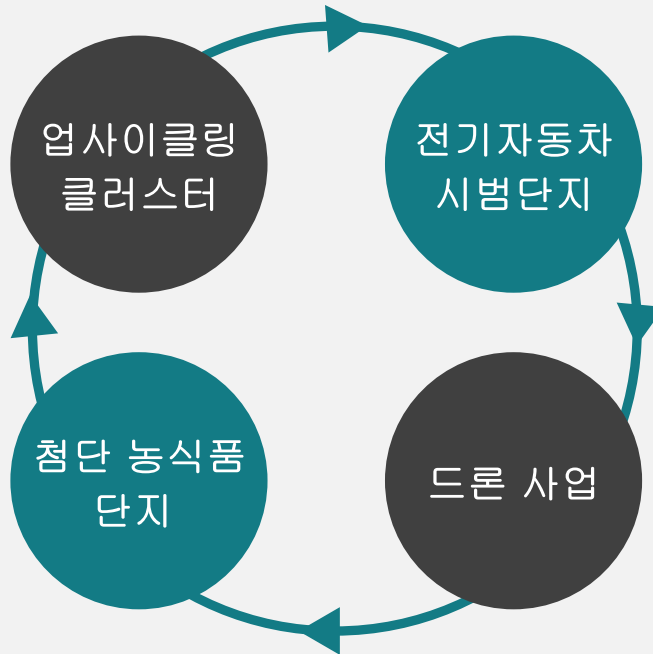 업사이클링
클러스터
전기자동차
시범단지
첨단 농식품
단지
드론 사업